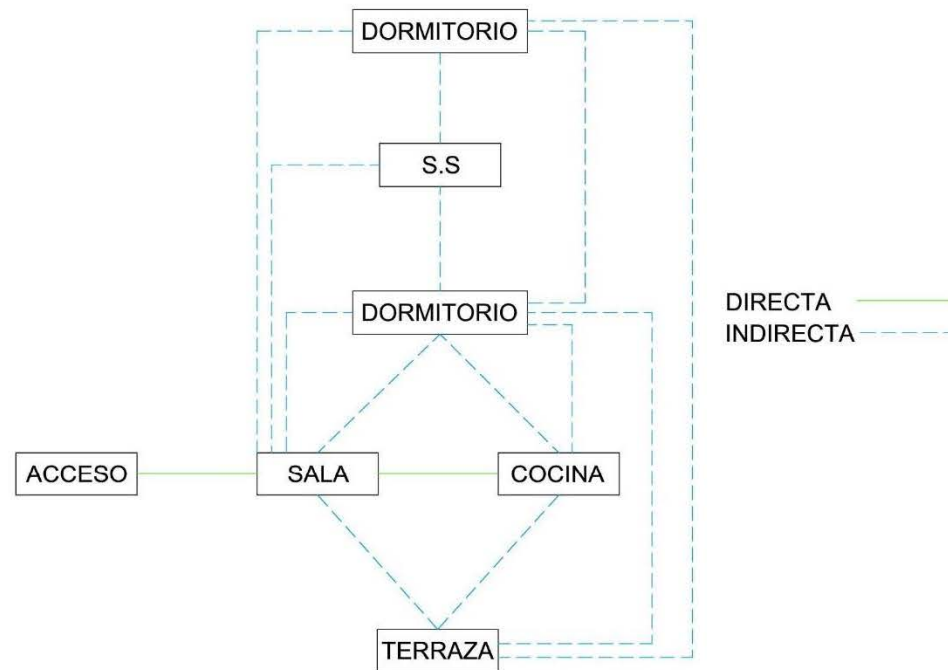 DORMITORIO
S.S
DORMITORIO
DIRECTA
INDIRECTA
ACCESO
SALA
COCINA
TERRAZA